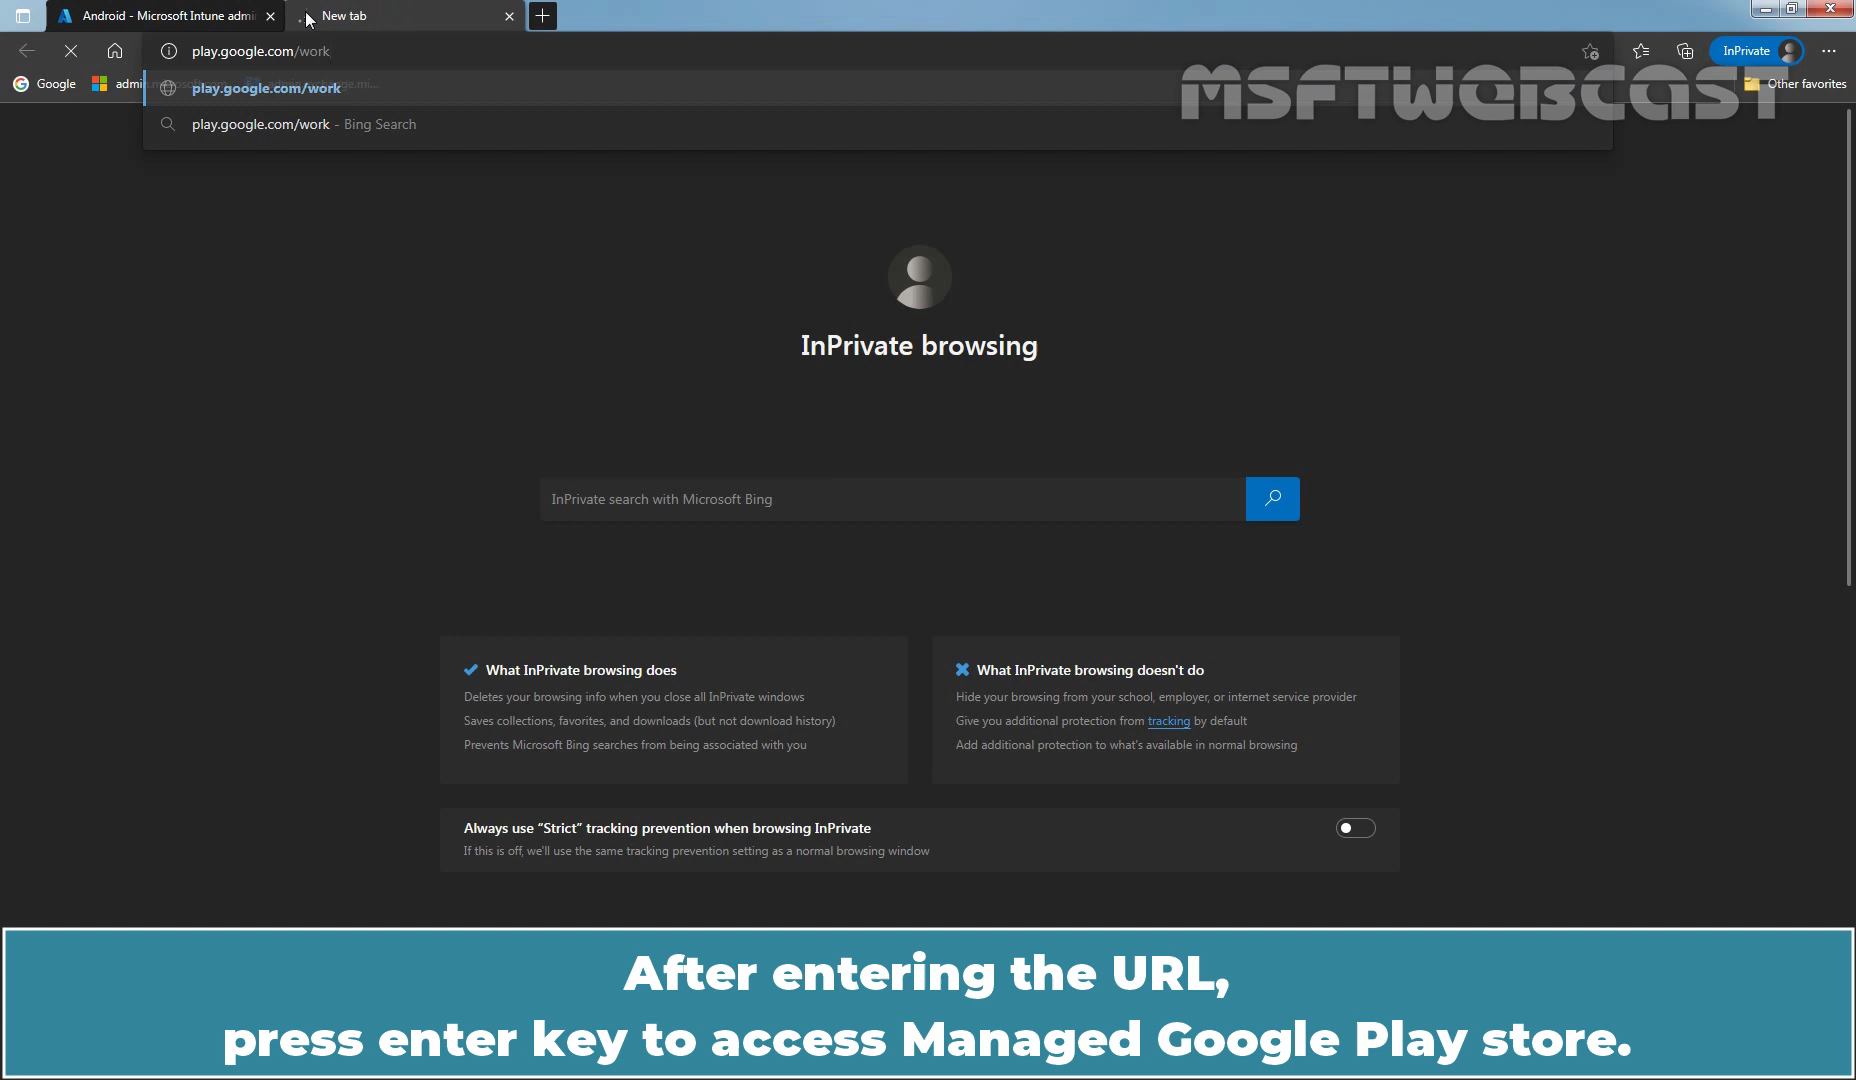 Android - Microsoft Intune admi
New tab
play.google.com/work
InPrivate
Google
admi
play.google.com/work
Other favorites
MSFTWEBCAST
play.google.com/work - Bing Search
InPrivate browsing
InPrivate search with Microsoft Bing
What InPrivate browsing does
Deletes your browsing info when you close all InPrivate windows
Saves collections, favorites, and downloads (but not download history)
Prevents Microsoft Bing searches from being associated with you
What InPrivate browsing doesn't do
Hide your browsing from your school, employer, or internet service provider
Give you additional protection from tracking by default
Add additional protection to what's available in normal browsing
Always use “Strict” tracking prevention when browsing InPrivate
If this is off, we'll use the same tracking prevention setting as a normal browsing window
After entering the URL,
press enter key to access Managed Google Play store.